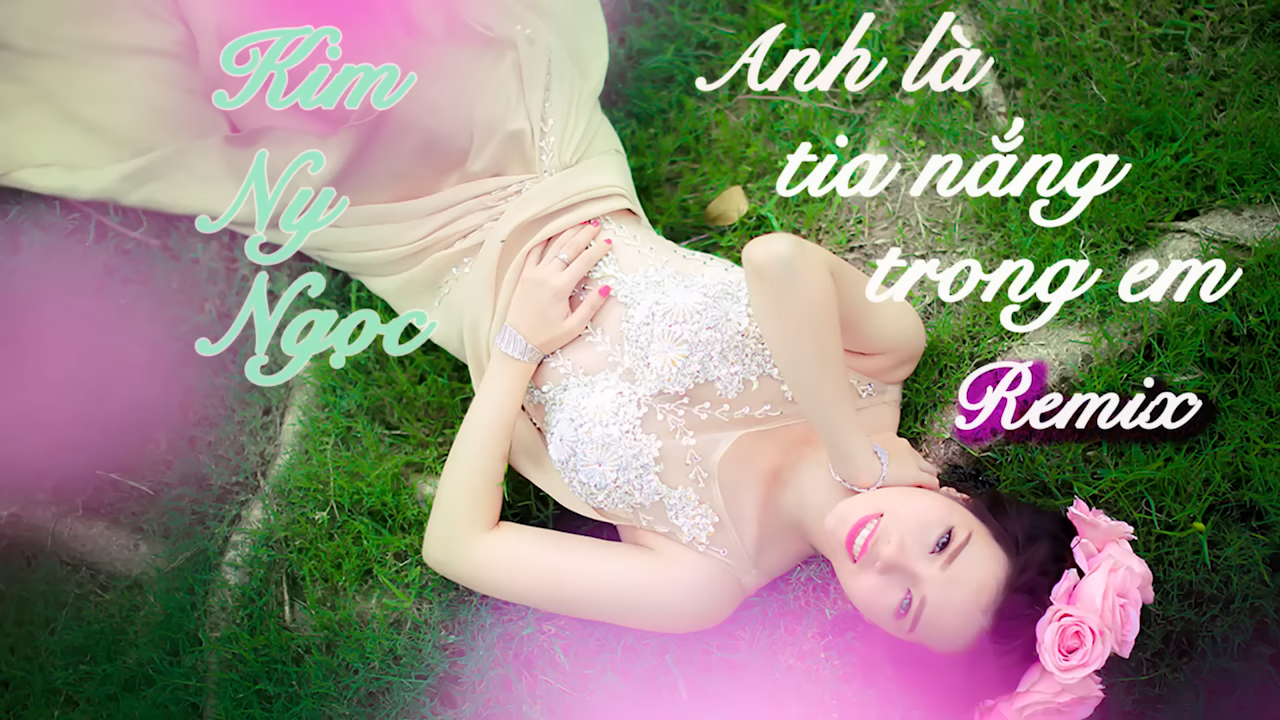 Kim
Ny
Ngọc
Anh là
tia nắng
trong em
Remix